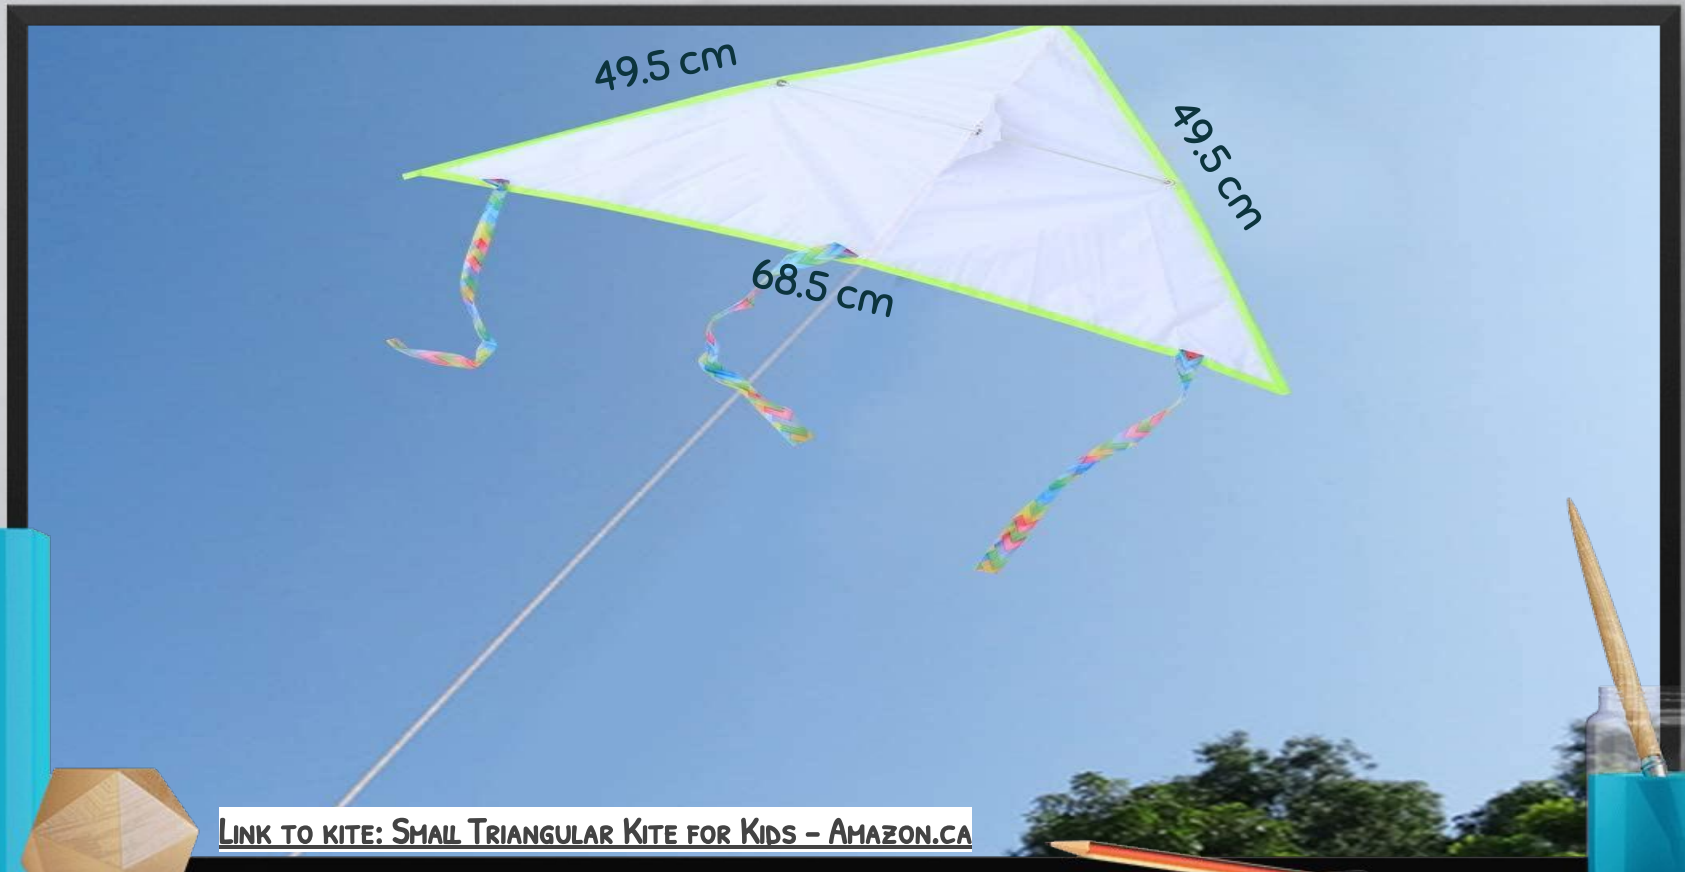 49.5 cm
49.5 cm
68.5 cm
Link to kite: Small Triangular Kite for Kids – Amazon.ca